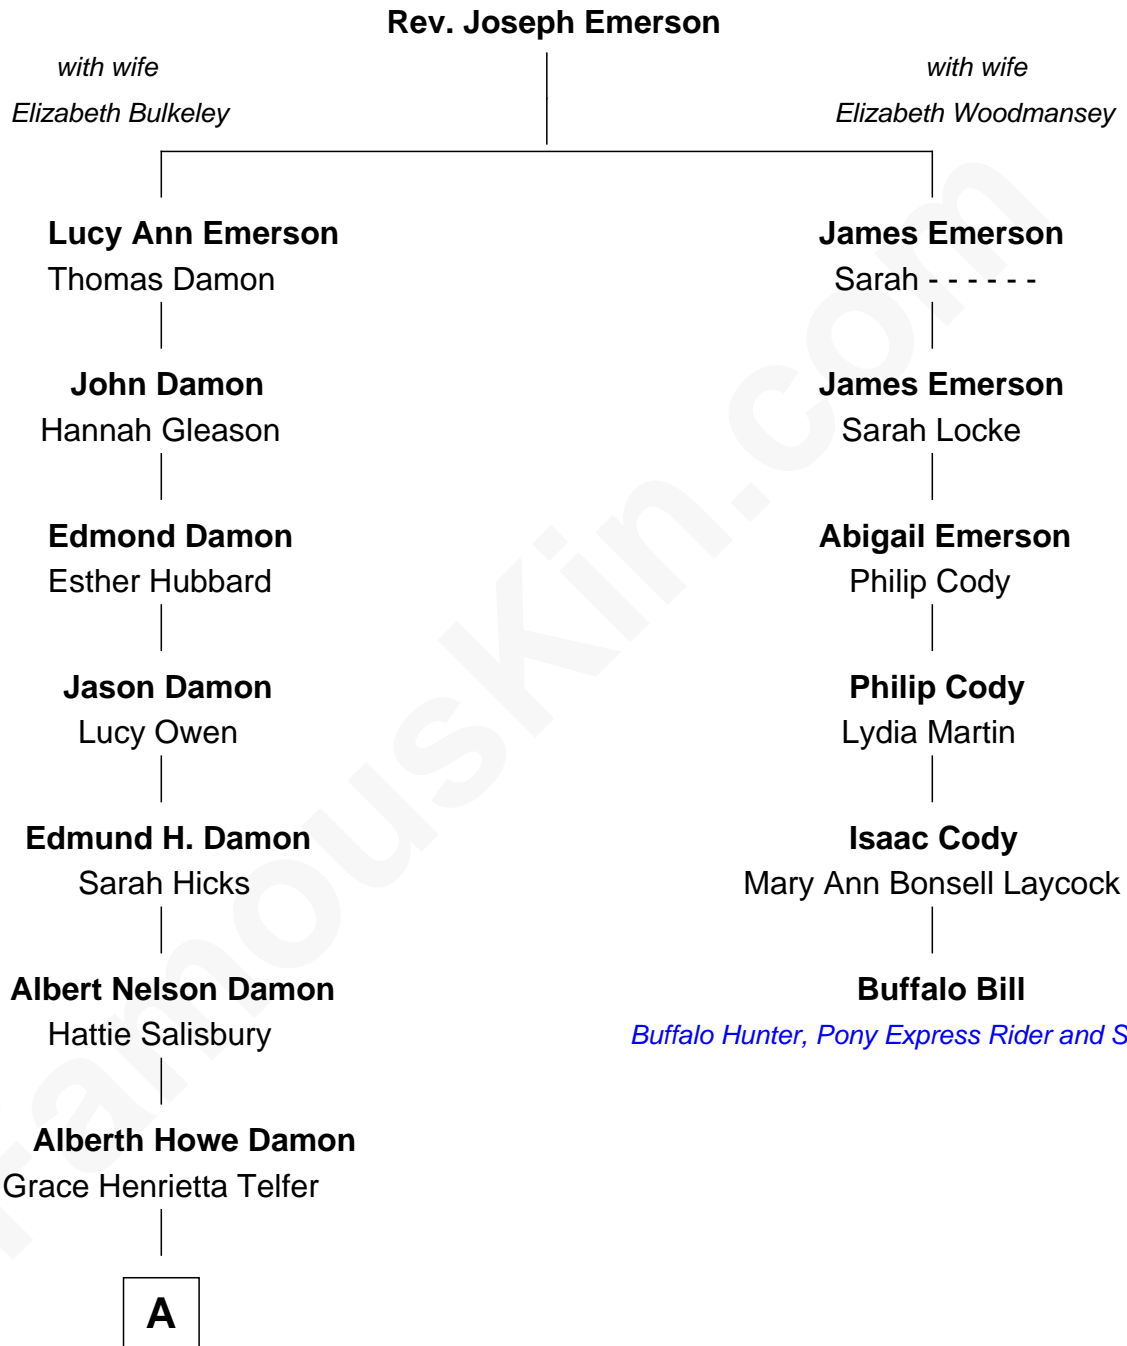 Rev. Joseph Emerson
with wife
Elizabeth Bulkeley
with wife
Elizabeth Woodmansey
Lucy Ann Emerson
Thomas Damon
James Emerson
Sarah - - - - - -
John Damon
Hannah Gleason
James Emerson
Sarah Locke
Edmond Damon
Esther Hubbard
Abigail Emerson
Philip Cody
Jason Damon
Lucy Owen
Philip Cody
Lydia Martin
Edmund H. Damon
Sarah Hicks
Isaac Cody
Mary Ann Bonsell Laycock
Albert Nelson Damon
Hattie Salisbury
Buffalo Bill
Buffalo Hunter, Pony Express Rider and S
Alberth Howe Damon
Grace Henrietta Telfer
A
FamousKin.com